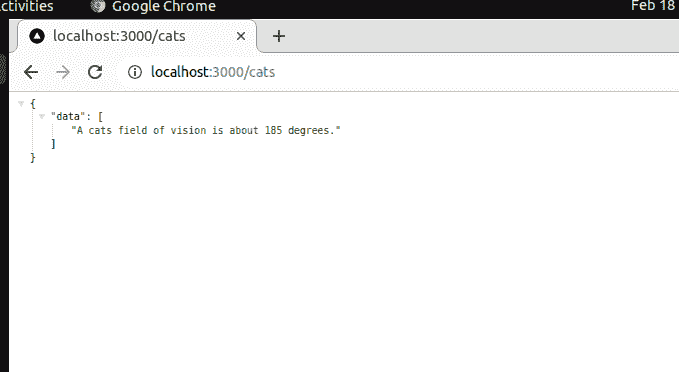 ctivities Google Chrome Feb 18
localhost:3000/cats
localhost:3000/cats
{
"data": [
"A cats field of vision is about 185 degrees."
]
}